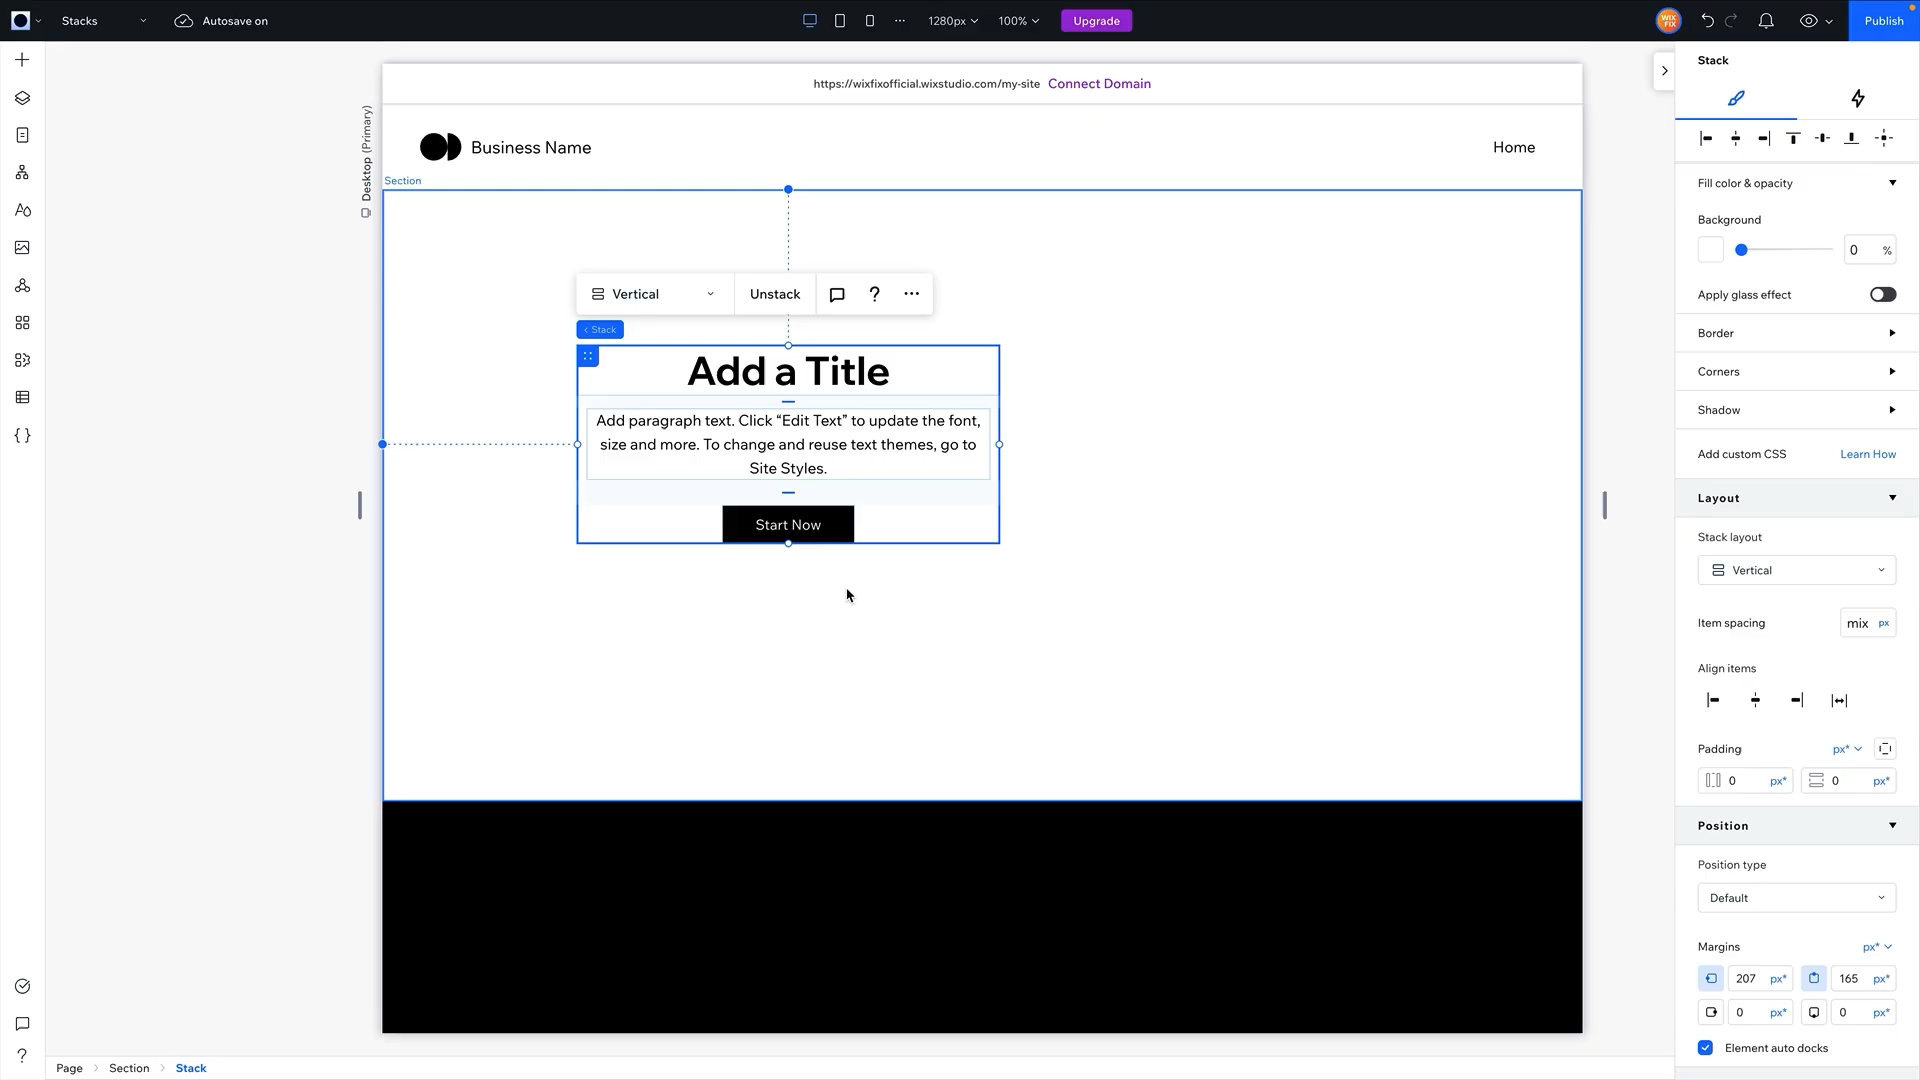 Stacks
Autosave on
1280px
100%
Upgrade
WIX
FIX
Publish
https://wixfixofficial.wixstudio.com/my-site Connect Domain
Desktop (Primary)
Business Name
Home
Section
Vertical
Unstack
?
Stack
Add a Title
Add paragraph text. Click “Edit Text” to update the font,
size and more. To change and reuse text themes, go to
Site Styles.
Start Now
Stack
Fill color & opacity
Background
0 %
Apply glass effect
Border
Corners
Shadow
Add custom CSS
Learn How
Layout
Stack layout
Vertical
Item spacing
mix px
Align items
Padding
px*
0 px*
0 px*
Position
Position type
Default
Margins
px*
207 px*
165 px*
0 px*
0 px*
Element auto docks
?
Page
Section
Stack